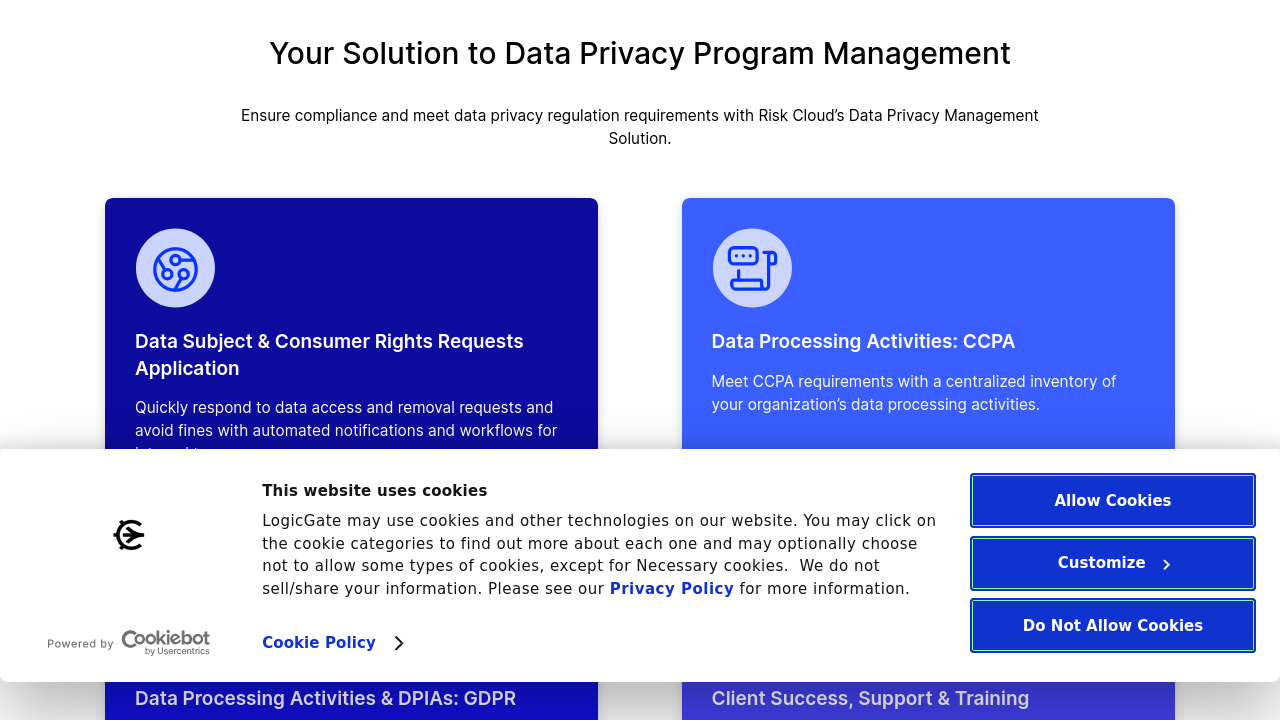 Your Solution to Data Privacy Program Management
Ensure compliance and meet data privacy regulation requirements with Risk Cloud’s Data Privacy Management
Solution.
Data Subject & Consumer Rights Requests
Application
Quickly respond to data access and removal requests and
avoid fines with automated notifications and workflows for
Data Processing Activities: CCPA
Meet CCPA requirements with a centralized inventory of
your organization’s data processing activities.
This website uses cookies
LogicGate may use cookies and other technologies on our website. You may click on
the cookie categories to find out more about each one and may optionally choose
not to allow some types of cookies, except for Necessary cookies.  We do not
sell/share your information. Please see our Privacy Policy for more information.
Cookie Policy
Allow Cookies
Customize
Do Not Allow Cookies
Powered by Cookiebot
by Usercentrics
Data Processing Activities & DPIAs: GDPR
Client Success, Support & Training